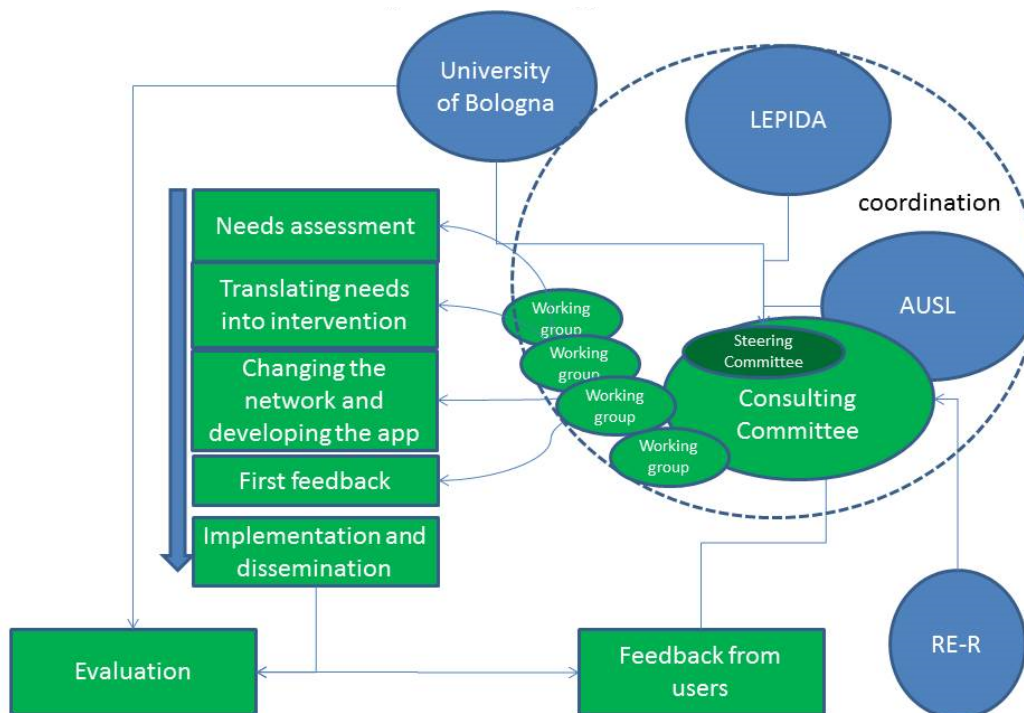 University
of Bologna
LEPIDA
coordination
AUSL
Needs assessment
Translating needs
into intervention
Changing the
network and
developing the app
First feedback
Implementation and
dissemination
Working
group
Working
group
Working
group
Working
group
Steering
Committee
Consulting
Committee
Evaluation
Feedback from
users
RE-R